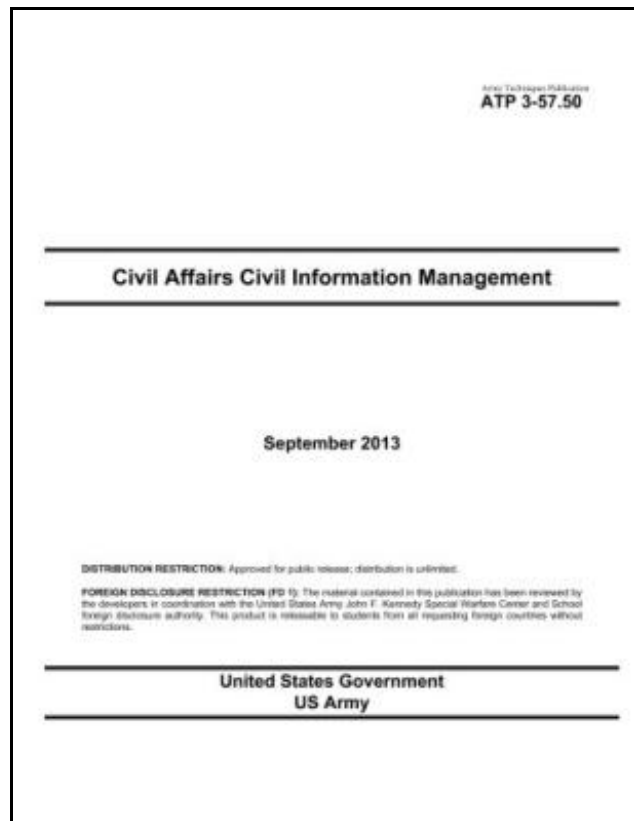 Army Techniques Publication
ATP 3-57.50
Civil Affairs Civil Information Management
September 2013
DISTRIBUTION RESTRICTION: Approved for public release; distribution is unlimited.
FOREIGN DISCLOSURE RESTRICTION (FD 1): The material contained in this publication has been reviewed by
the developers in coordination with the United States Army John F. Kennedy Special Warfare Center and School
foreign disclosure authority. This product is releasable to students from all requesting foreign countries without
restrictions.
United States Government
US Army